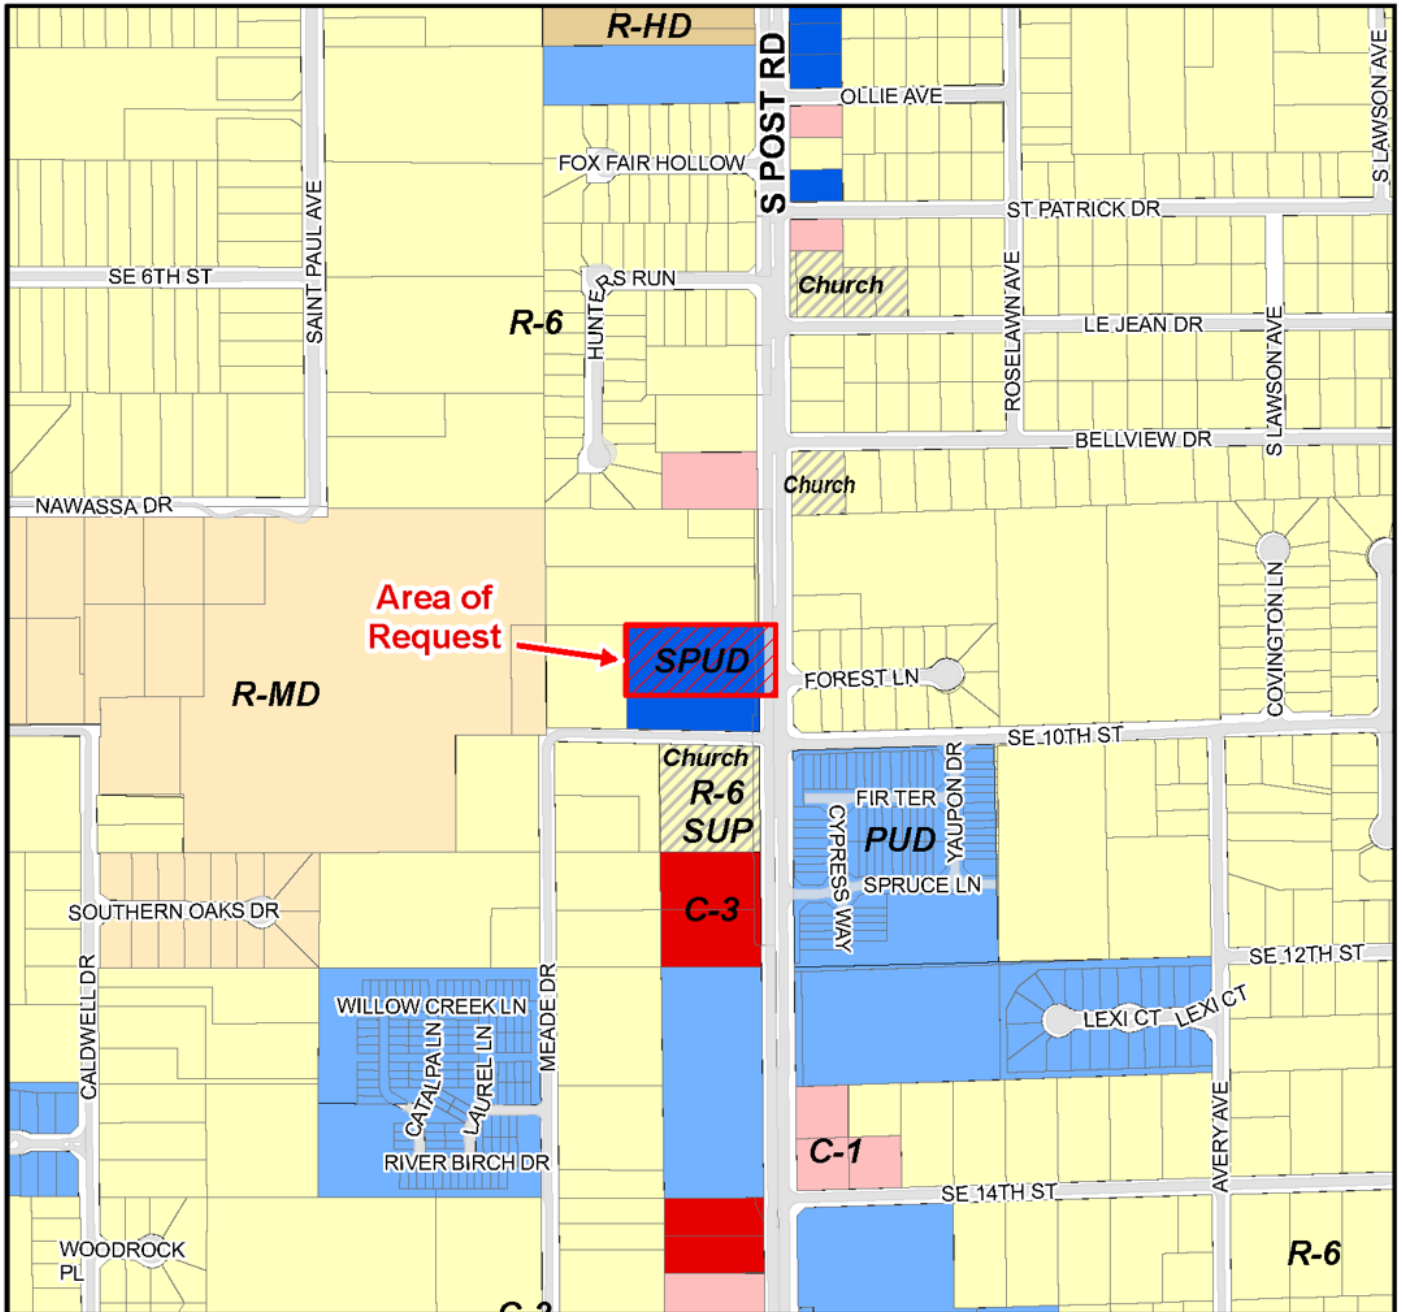 R-HD
S POST RD
S LAWSON AVE
OLLIE AVE
FOX FAIR HOLLOW
SAINT PAUL AVE
ST PATRICK DR
SE 6TH ST
HUNTERS RUN
Church
ROSELAWN AVE
R-6
LE JEAN DR
S LAWSON AVE
BELLVIEW DR
NAWASSA DR
Church
Area of
Request
SPUD
R-MD
FOREST LN
COVINGTON LN
SE 10TH ST
Church
R-6
SUP
FIR TER
YAUPON DR
CYPRESS WAY
PUD
SPRUCE LN
C-3
SOUTHERN OAKS DR
CALDWELL DR
SE 12TH ST
WILLOW CREEK LN
MEADE DR
CATALPA LN
LAUREL LN
LEXI CT
LEXI CT
AVERY AVE
C-1
RIVER BIRCH DR
SE 14TH ST
WOODROCK
PL
R-6